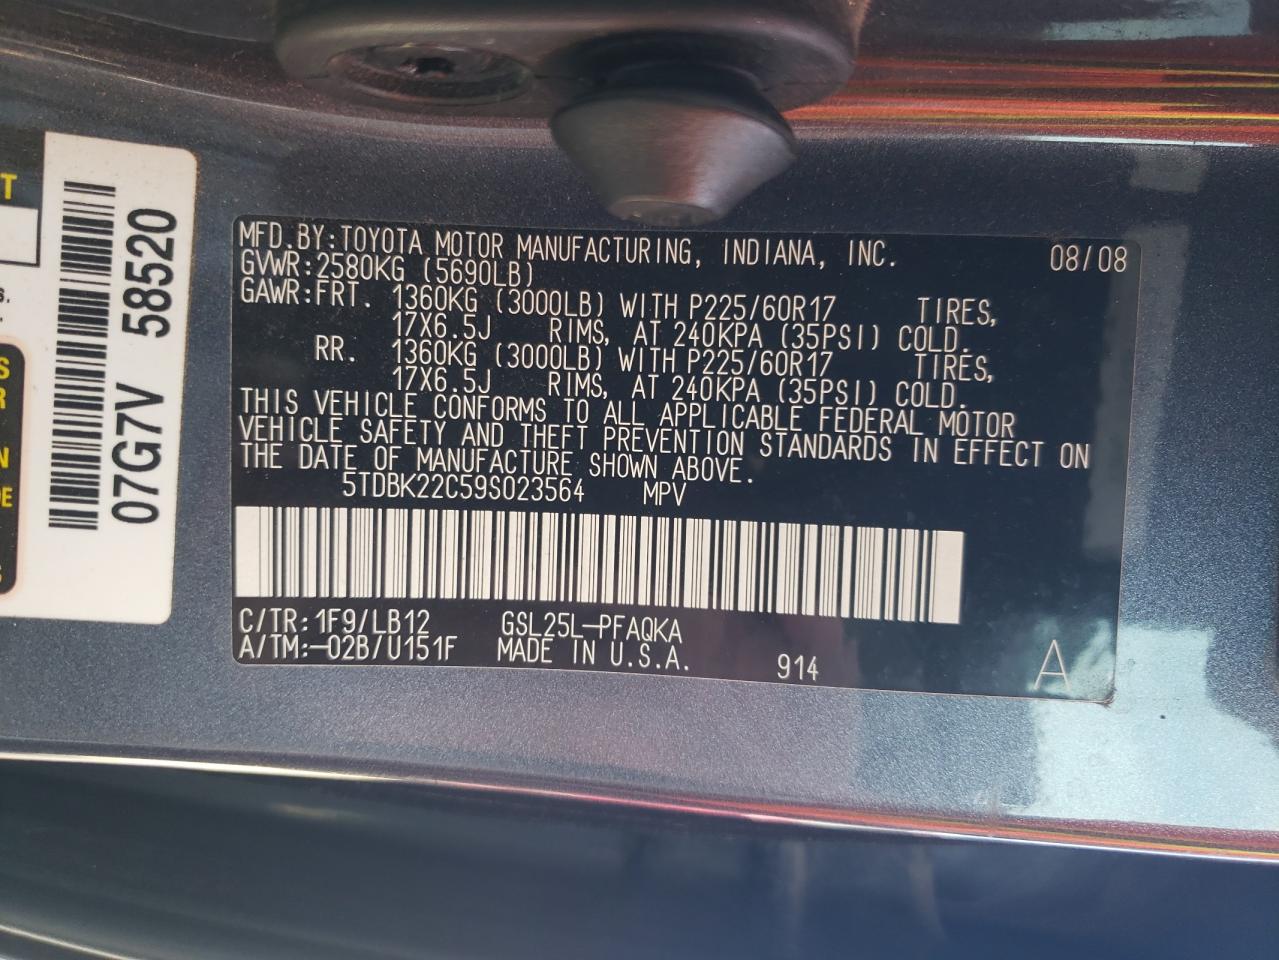 T
S.
S
R
N
DE
S
07G7V 58520
MFD.BY:TOYOTA MOTOR MANUFACTURING, INDIANA, INC. 08/08
GVWR:2580KG (5690LB)
GAWR:FRT. 1360KG (3000LB) WITH P225/60R17 TIRES,
17X6.5J RIMS, AT 240KPA (35PSI) COLD.
RR. 1360KG (3000LB) WITH P225/60R17 TIRES,
17X6.5J RIMS, AT 240KPA (35PSI) COLD.
THIS VEHICLE CONFORMS TO ALL APPLICABLE FEDERAL MOTOR
VEHICLE SAFETY AND THEFT PREVENTION STANDARDS IN EFFECT ON
THE DATE OF MANUFACTURE SHOWN ABOVE.
5TDBK22C59S023564 MPV
C/TR:1F9/LB12 GSL25L-PFAQKA
A/TM:-02B/U151F MADE IN U.S.A. 914 A